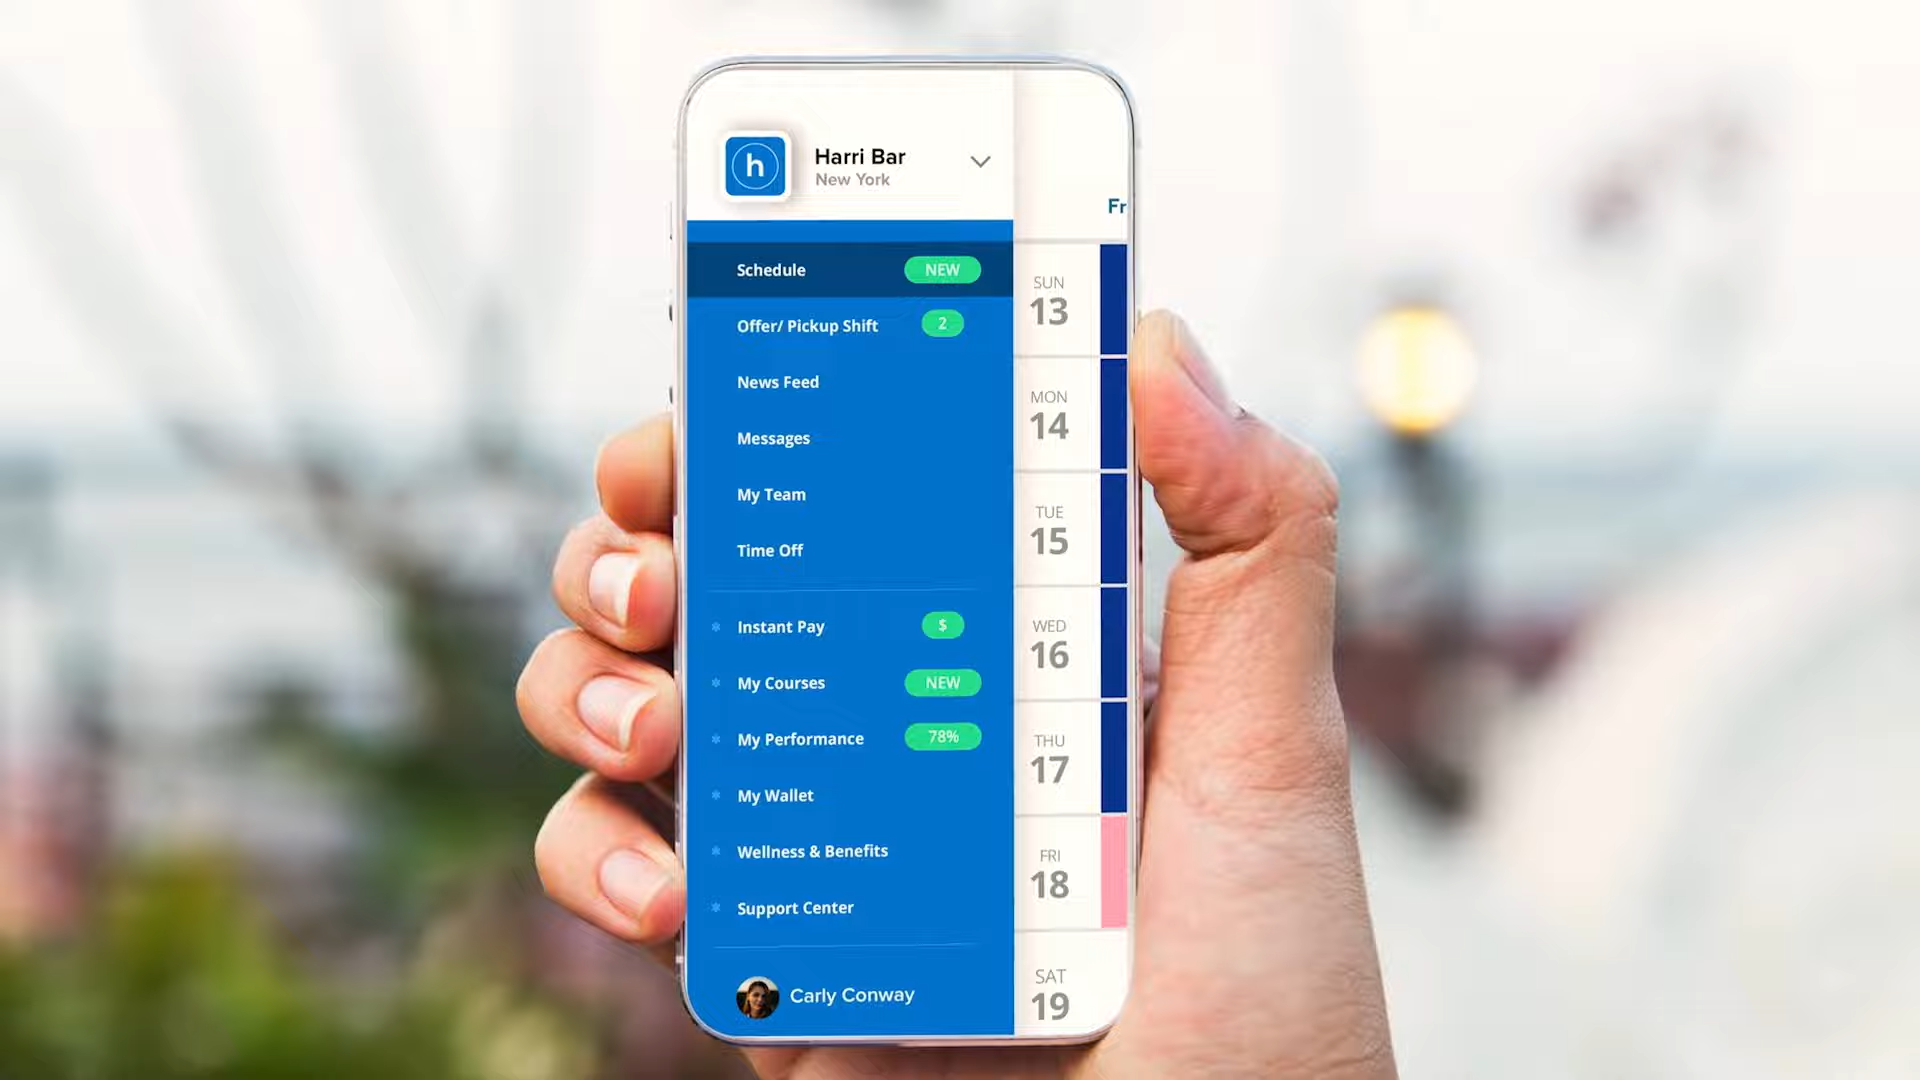 h
Harri Bar
New York
Fr
Schedule NEW
Offer/ Pickup Shift 2
News Feed
Messages
My Team
Time Off
Instant Pay $
My Courses NEW
My Performance 78%
My Wallet
Wellness & Benefits
Support Center
Carly Conway
SUN
13
MON
14
TUE
15
WED
16
THU
17
FRI
18
SAT
19